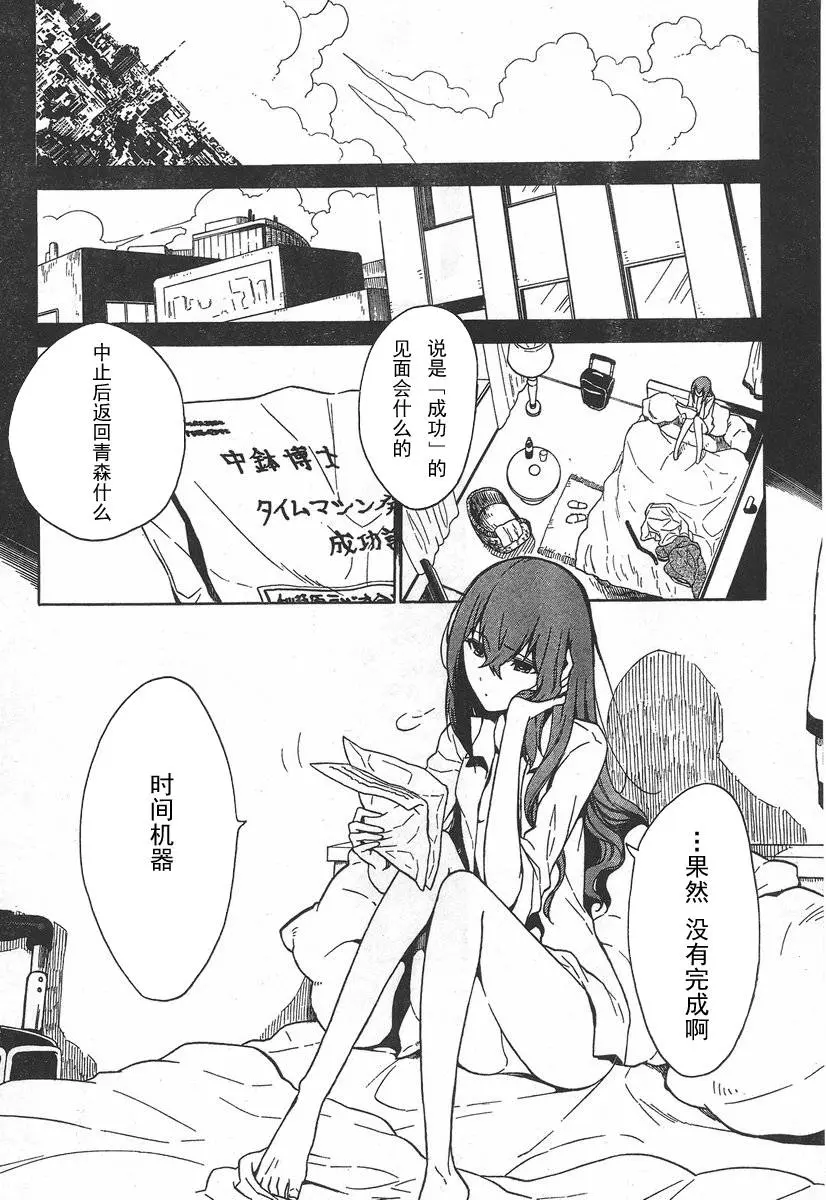 说是「成功」的
见面会什么的
中鉢博士
タイムマシン発
成功
中止后返回
青森什么
…果然 没有完成啊
时间机器